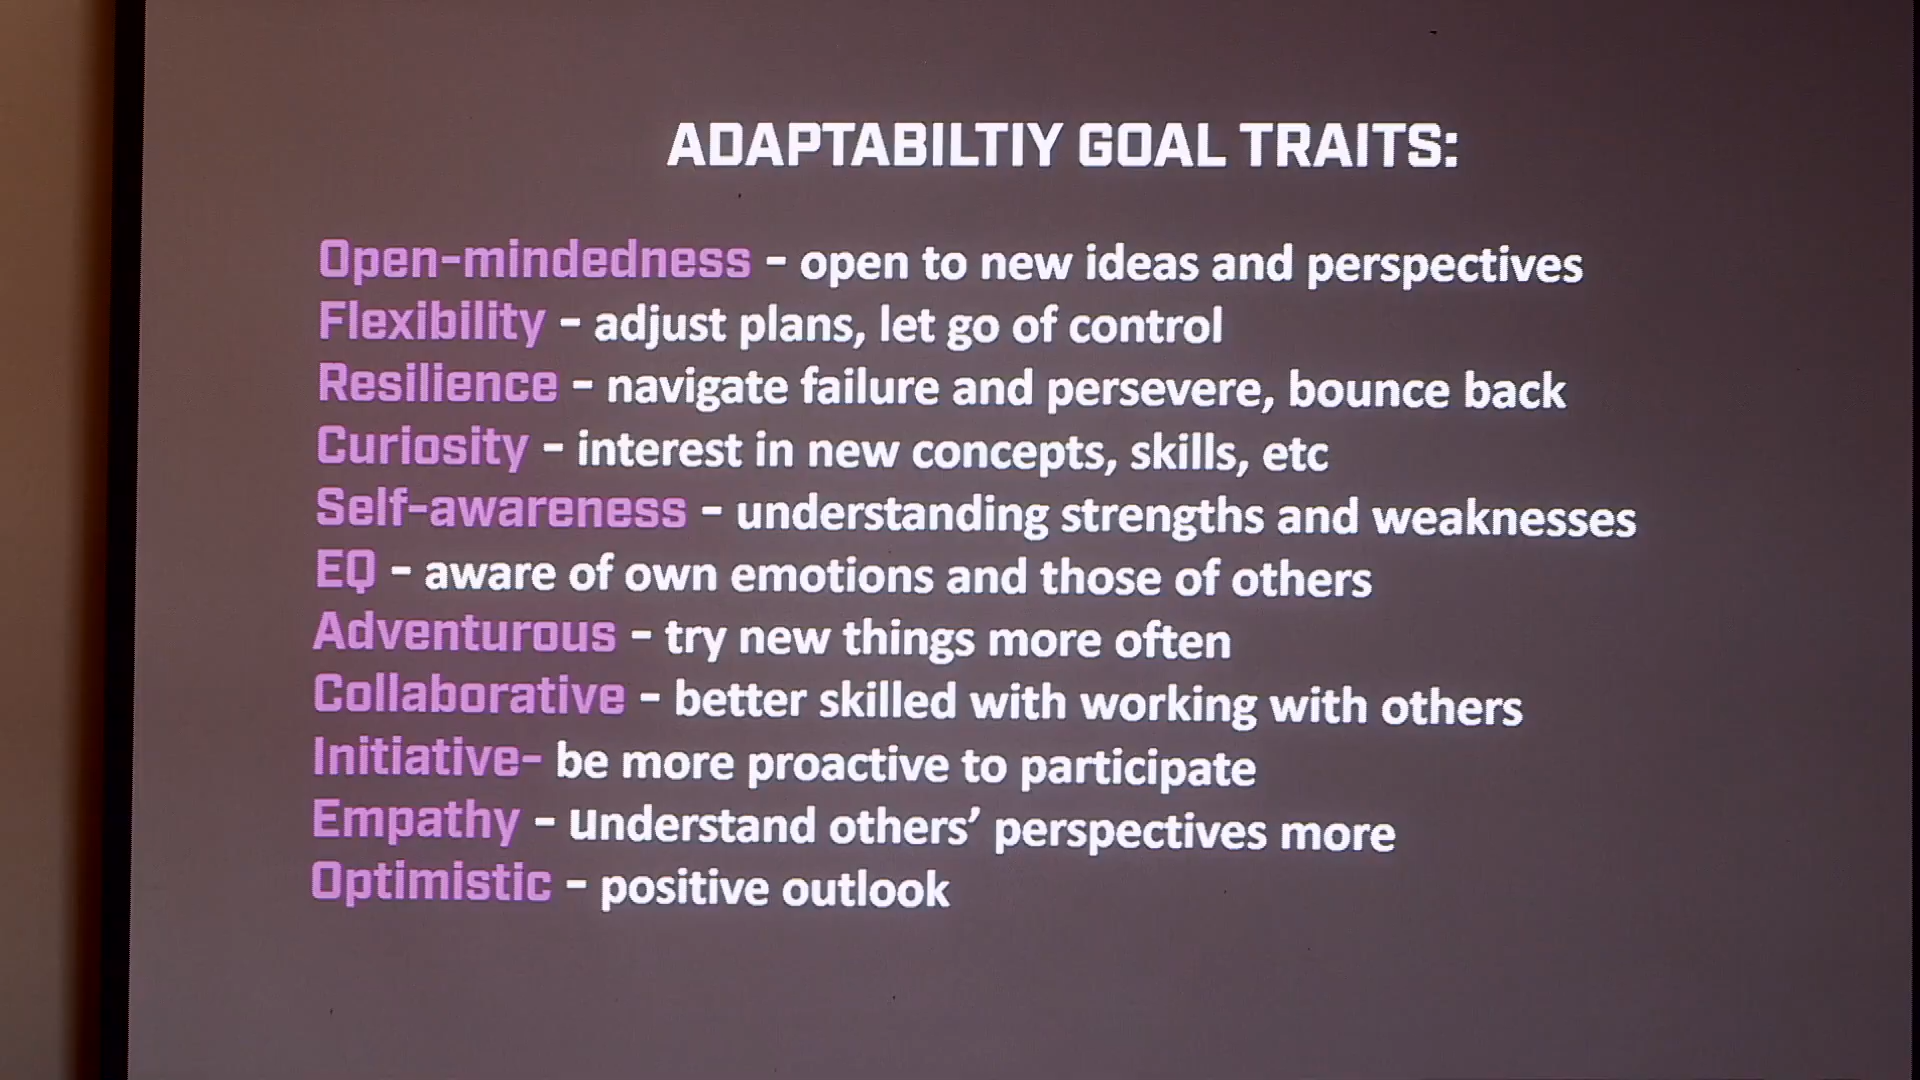 ADAPTABILTIY GOAL TRAITS:
Open-mindedness - open to new ideas and perspectives
Flexibility - adjust plans, let go of control
Resilience - navigate failure and persevere, bounce back
Curiosity - interest in new concepts, skills, etc
Self-awareness - understanding strengths and weaknesses
EQ - aware of own emotions and those of others
Adventurous - try new things more often
Collaborative - better skilled with working with others
Initiative- be more proactive to participate
Empathy - understand others’ perspectives more
Optimistic - positive outlook